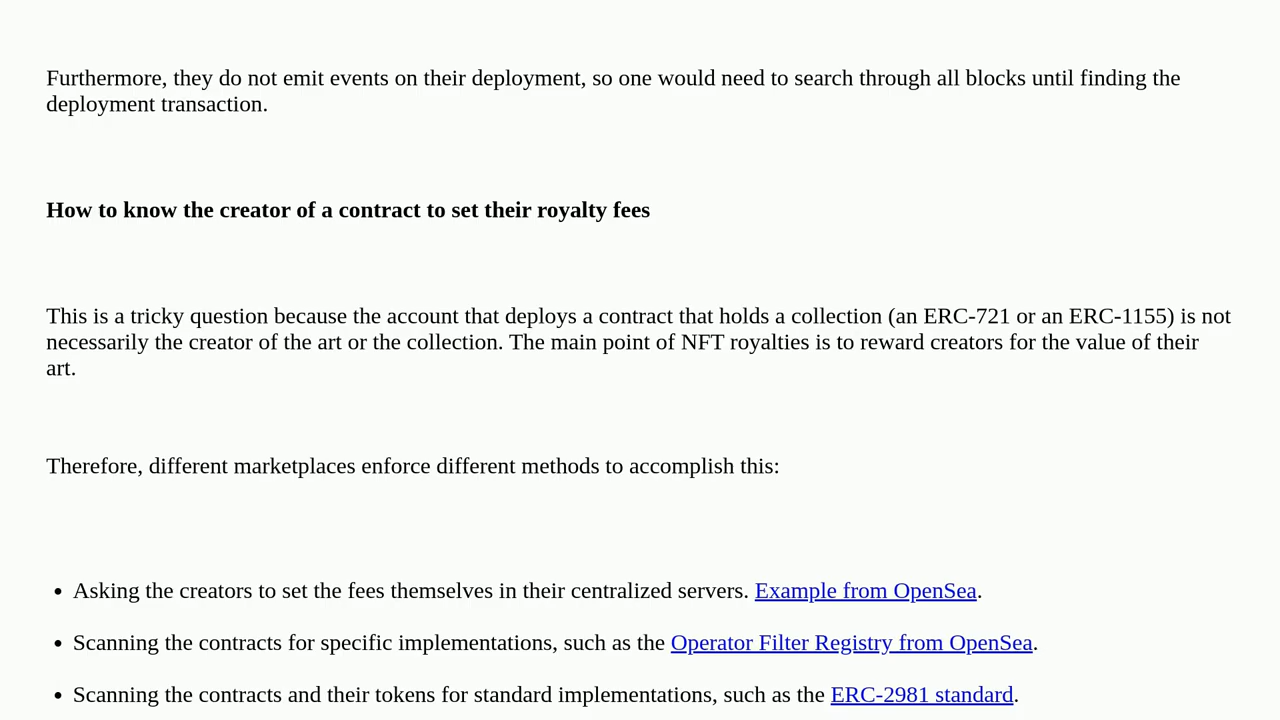 Furthermore, they do not emit events on their deployment, so one would need to search through all blocks until finding the
deployment transaction.
How to know the creator of a contract to set their royalty fees
This is a tricky question because the account that deploys a contract that holds a collection (an ERC-721 or an ERC-1155) is not
necessarily the creator of the art or the collection. The main point of NFT royalties is to reward creators for the value of their
art.
Therefore, different marketplaces enforce different methods to accomplish this:
• Asking the creators to set the fees themselves in their centralized servers. Example from OpenSea.
• Scanning the contracts for specific implementations, such as the Operator Filter Registry from OpenSea.
• Scanning the contracts and their tokens for standard implementations, such as the ERC-2981 standard.